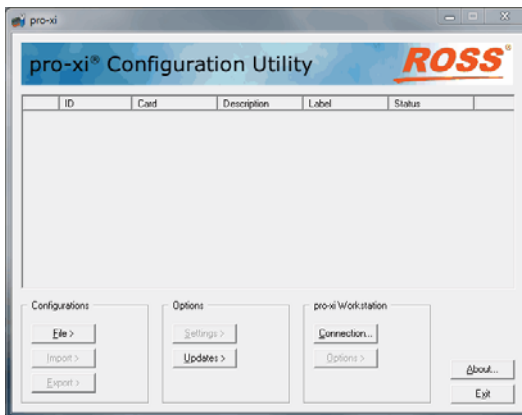 pro-xi
pro-xi® Configuration Utility
ROSS®
ID Card Description Label Status
Configurations Options pro-xi Workstation
File > Settings > Connection...
Import > Updates > Options >
Export > About...
Exit